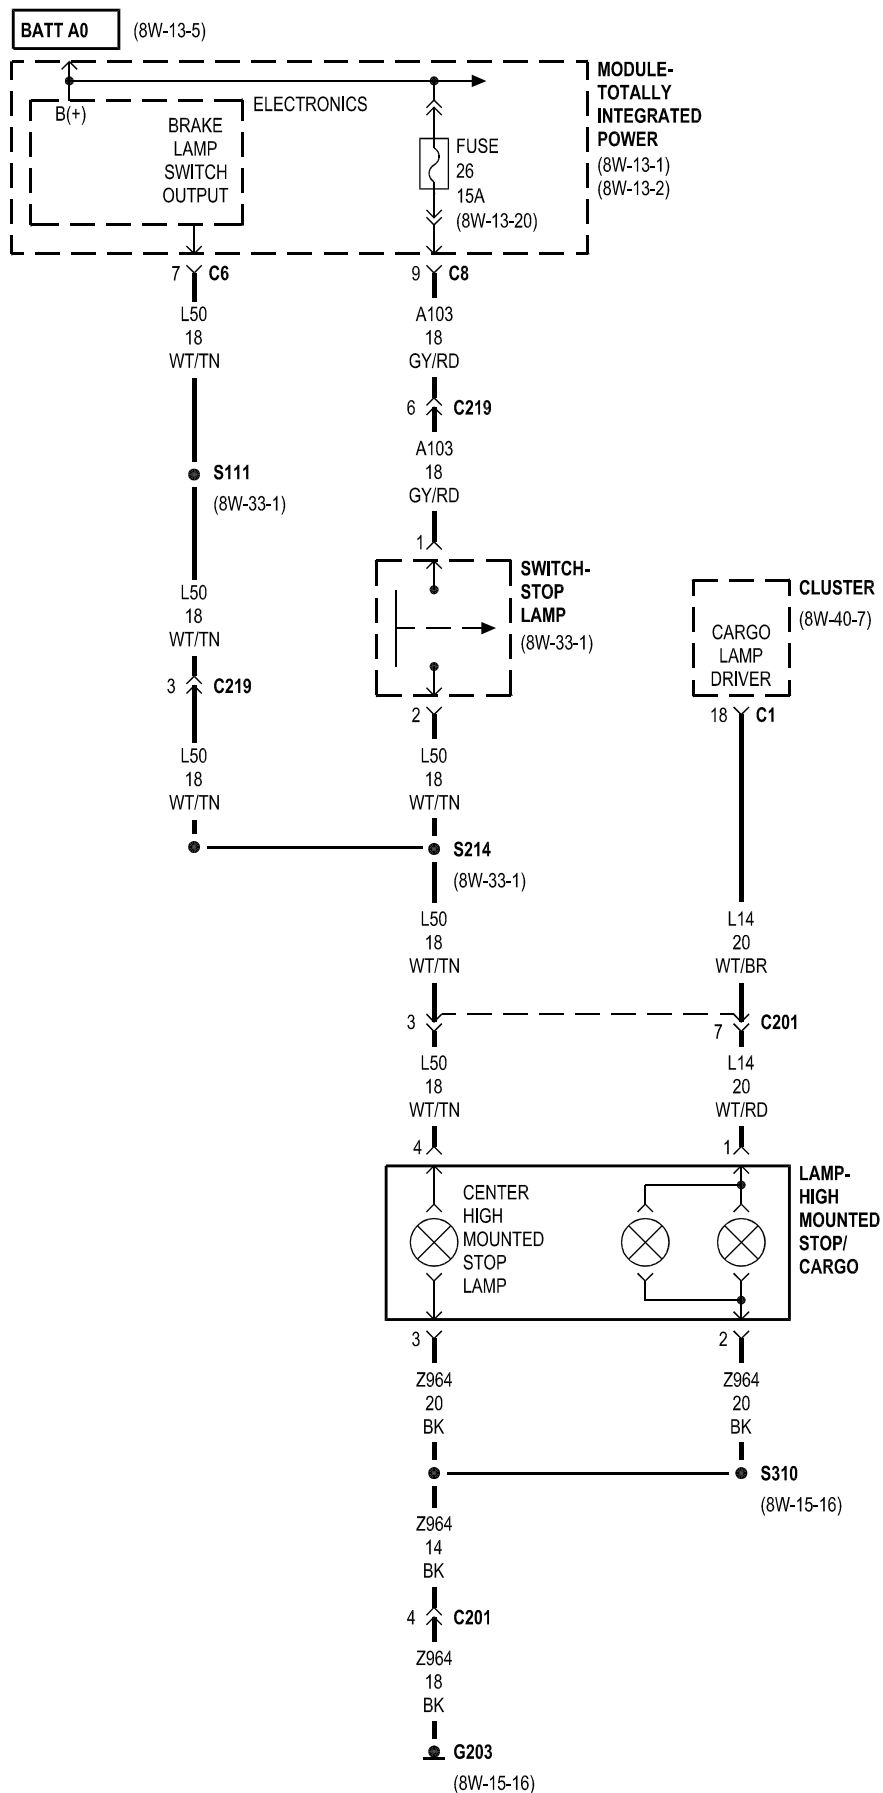 BATT A0 (8W-13-5)
MODULE-
TOTALLY
INTEGRATED
POWER
(8W-13-1)
(8W-13-2)
B(+)
ELECTRONICS
BRAKE
LAMP
SWITCH
OUTPUT
FUSE
26
15A
(8W-13-20)
7 C6
9 C8
L50
18
WT/TN
A103
18
GY/RD
6 C219
A103
18
GY/RD
S111
(8W-33-1)
1
SWITCH-
STOP
LAMP
(8W-33-1)
CLUSTER
(8W-40-7)
CARGO
LAMP
DRIVER
L50
18
WT/TN
3 C219
2
18 C1
L50
18
WT/TN
L50
18
WT/TN
S214
(8W-33-1)
L50
18
WT/TN
L14
20
WT/BR
3
7 C201
L50
18
WT/TN
L14
20
WT/RD
4
1
LAMP-
HIGH
MOUNTED
STOP/
CARGO
CENTER
HIGH
MOUNTED
STOP
LAMP
3
2
Z964
20
BK
Z964
20
BK
S310
(8W-15-16)
Z964
14
BK
4 C201
Z964
18
BK
G203
(8W-15-16)